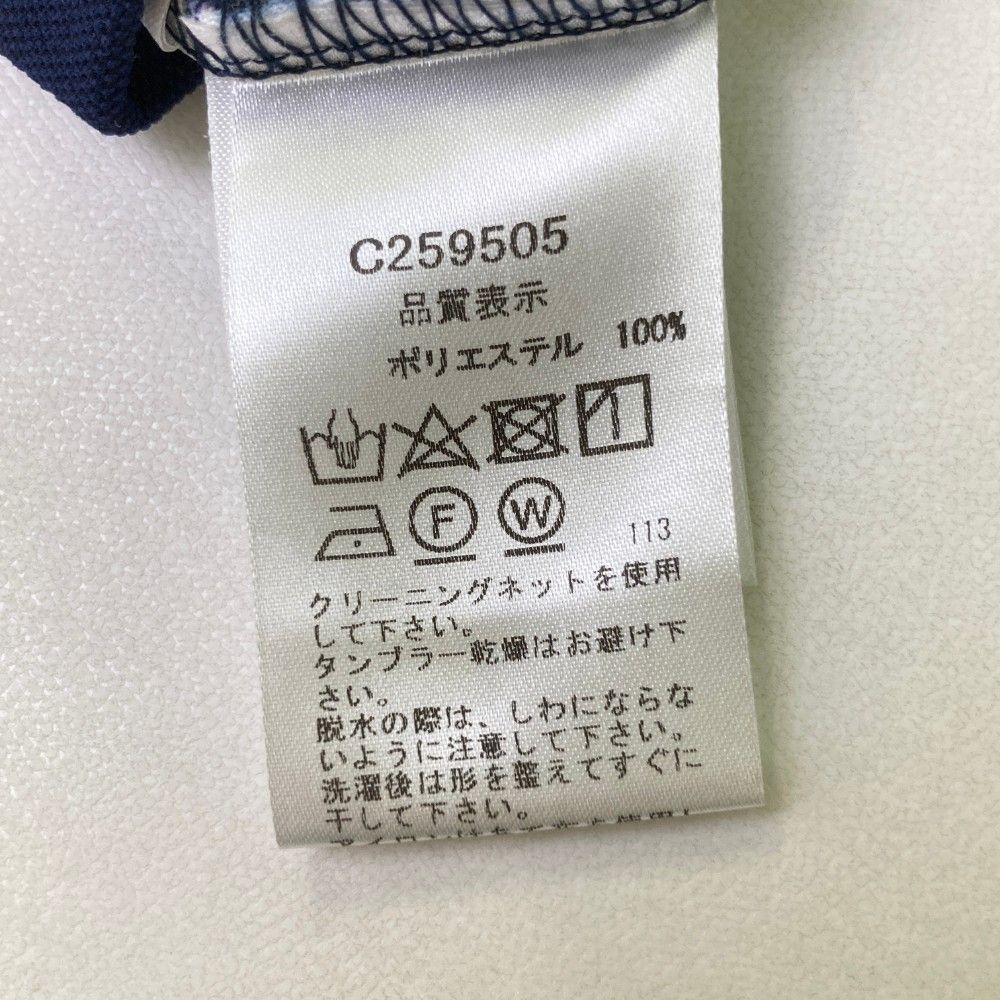 C259505
品質表示
ポリエステル 100%
F W 113
クリーニングネットを使用
して下さい。
タンブラー乾燥はお避け下
さい。
脱水の際は、しわにならな
いように注意して下さい。
洗濯後は形を整えてすぐに
干して下さい。